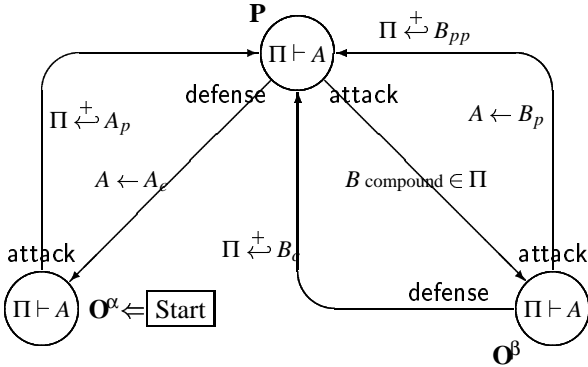 P
Π ↩⁺ B_pp
Π ⊢ A
defense attack
Π ↩⁺ A_p
A ← B_p
A ← A_c
B compound ∈ Π
Π ↩⁺ B_c
attack
attack
defense
Π ⊢ A
O^α ⇐ Start
Π ⊢ A
O^β